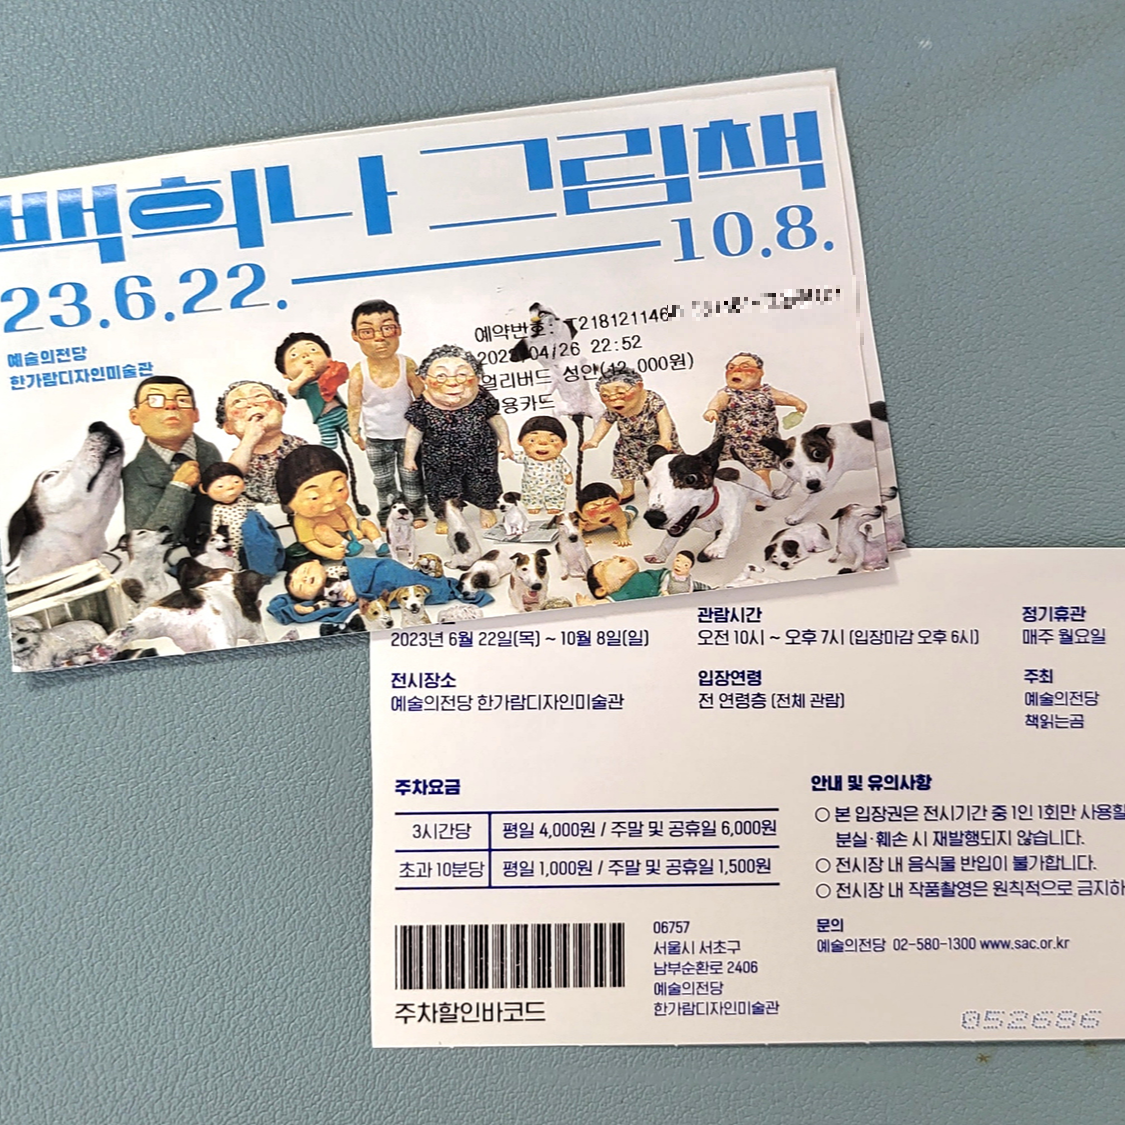 백희나 그림책
23.6.22. 10.8.
예술의전당
한가람디자인미술관
예약번호: T218121146
04/26 22:52
얼리버드 성인(12,000원)
용카드
2023년 6월 22일(목) ~ 10월 8일(일)
관람시간
오전 10시 ~ 오후 7시 (입장마감 오후 6시)
정기휴관
매주 월요일
전시장소
예술의전당 한가람디자인미술관
입장연령
전 연령층 (전체 관람)
주최
예술의전당
책읽는곰
주차요금
3시간당 평일 4,000원 / 주말 및 공휴일 6,000원
초과 10분당 평일 1,000원 / 주말 및 공휴일 1,500원
안내 및 유의사항
○ 본 입장권은 전시기간 중 1인 1회만
분실·훼손 시 재발행되지 않습니다.
○ 전시장 내 음식물 반입이 불가합니다.
○ 전시장 내 작품촬영은 원칙적으로
문의
예술의전당 02-580-1300 www.sac.or.kr
주차할인바코드
06757
서울시 서초구
남부순환로 2406
예술의전당
한가람디자인미술관
052686